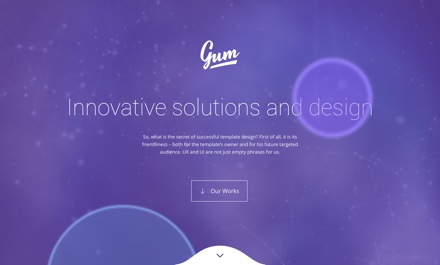 Gum
Innovative solutions and design
So, what is the secret of successful template design? First of all, it is its
friendliness – both for the template's owner and for his future targeted
audience. UX and UI are not just empty phrases for us.
Our Works